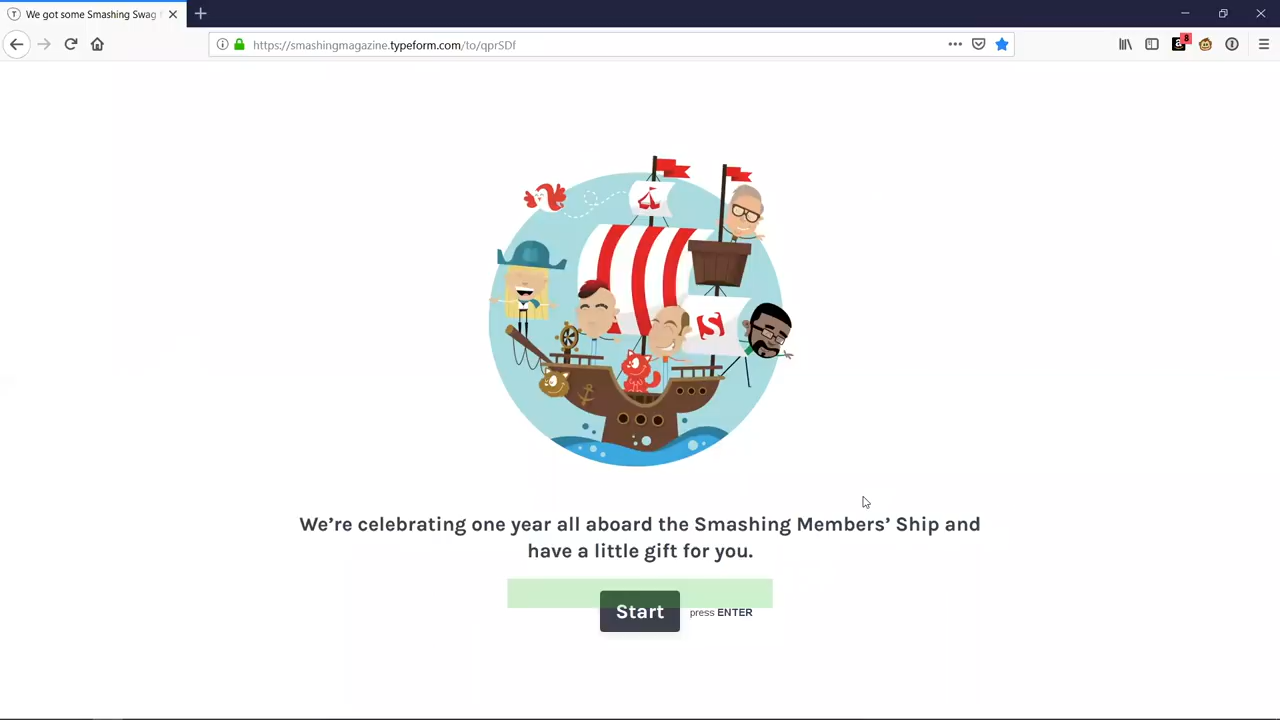 We got some Smashing Swag
https://smashingmagazine.typeform.com/to/qprSDf
8
S
We're celebrating one year all aboard the Smashing Members' Ship and
have a little gift for you.
Start
press ENTER